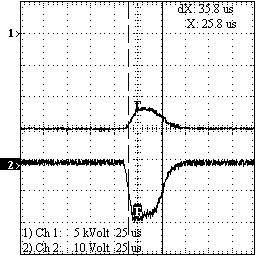 dX: 35.8 us
X: 25.8 us
1
2
1) Ch 1: 5 kVolt 25 us
2) Ch 2: 10 Volt 25 us